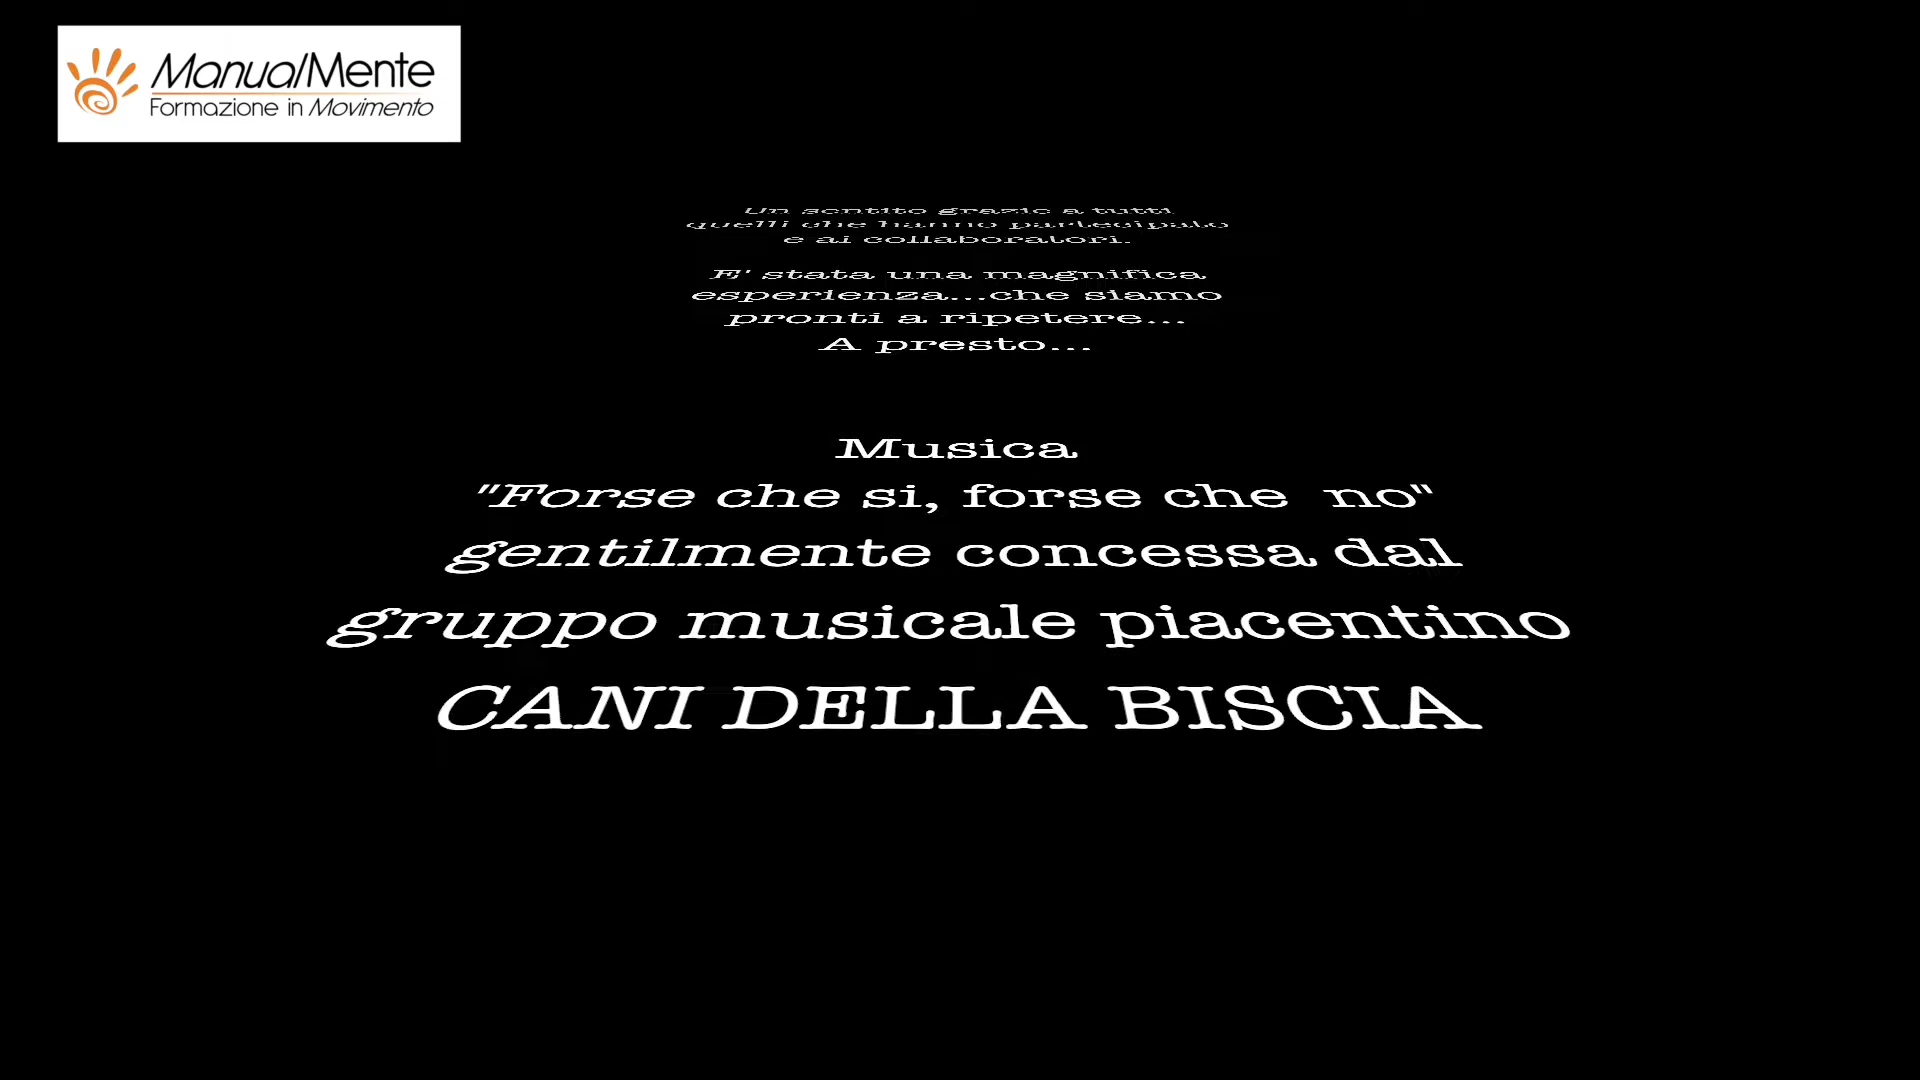 ManualMente
Formazione in Movimento
Un sentito grazie a tutti
quelli che hanno partecipato
e ai collaboratori.
E' stata una magnifica
esperienza...che siamo
pronti a ripetere...
A presto...
Musica
"Forse che si, forse che  no"
gentilmente concessa dal
gruppo musicale piacentino
CANI DELLA BISCIA